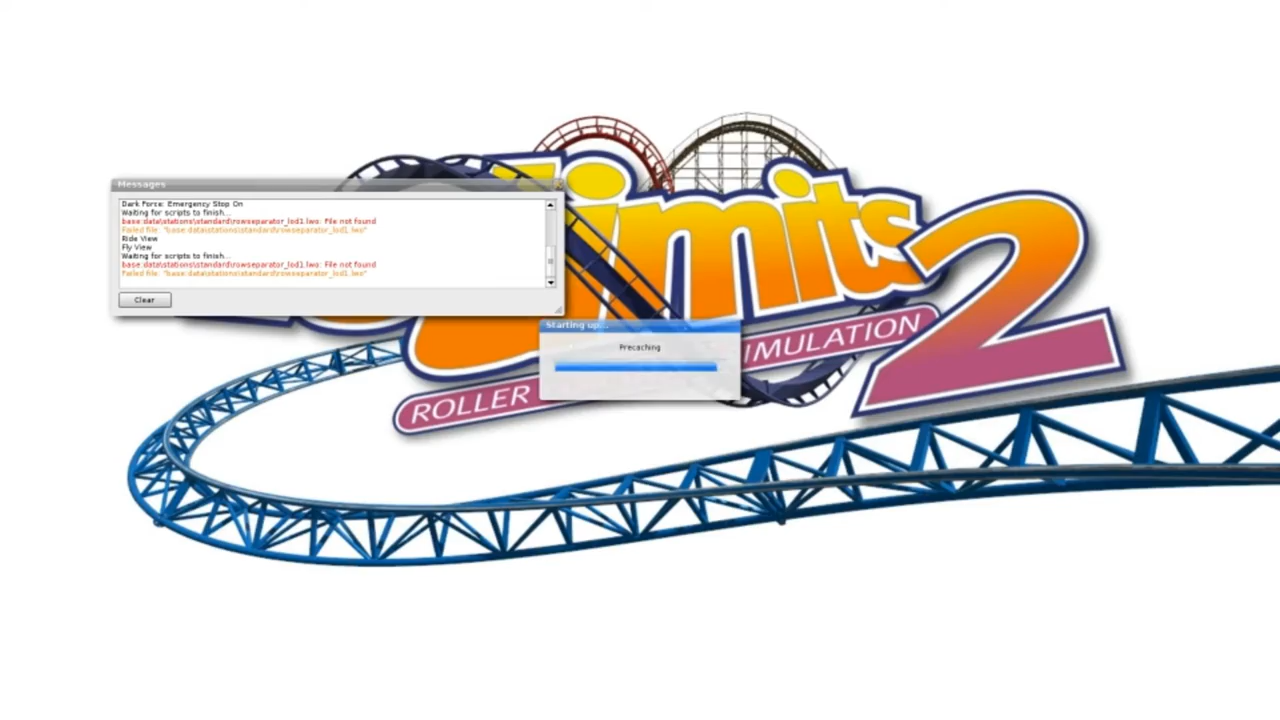 Messages
Dark Force: Emergency Stop On
Waiting for scripts to finish...
base:data\stations\standard\rowseparator_lod1.lwo: File not found
Failed file: "base:data\stations\standard\rowseparator_lod1.lwo"
Ride View
Fly View
Waiting for scripts to finish...
base:data\stations\standard\rowseparator_lod1.lwo: File not found
Failed file: "base:data\stations\standard\rowseparator_lod1.lwo"
Clear
Limits 2
Starting up...
Precaching
ROLLER
IMULATION